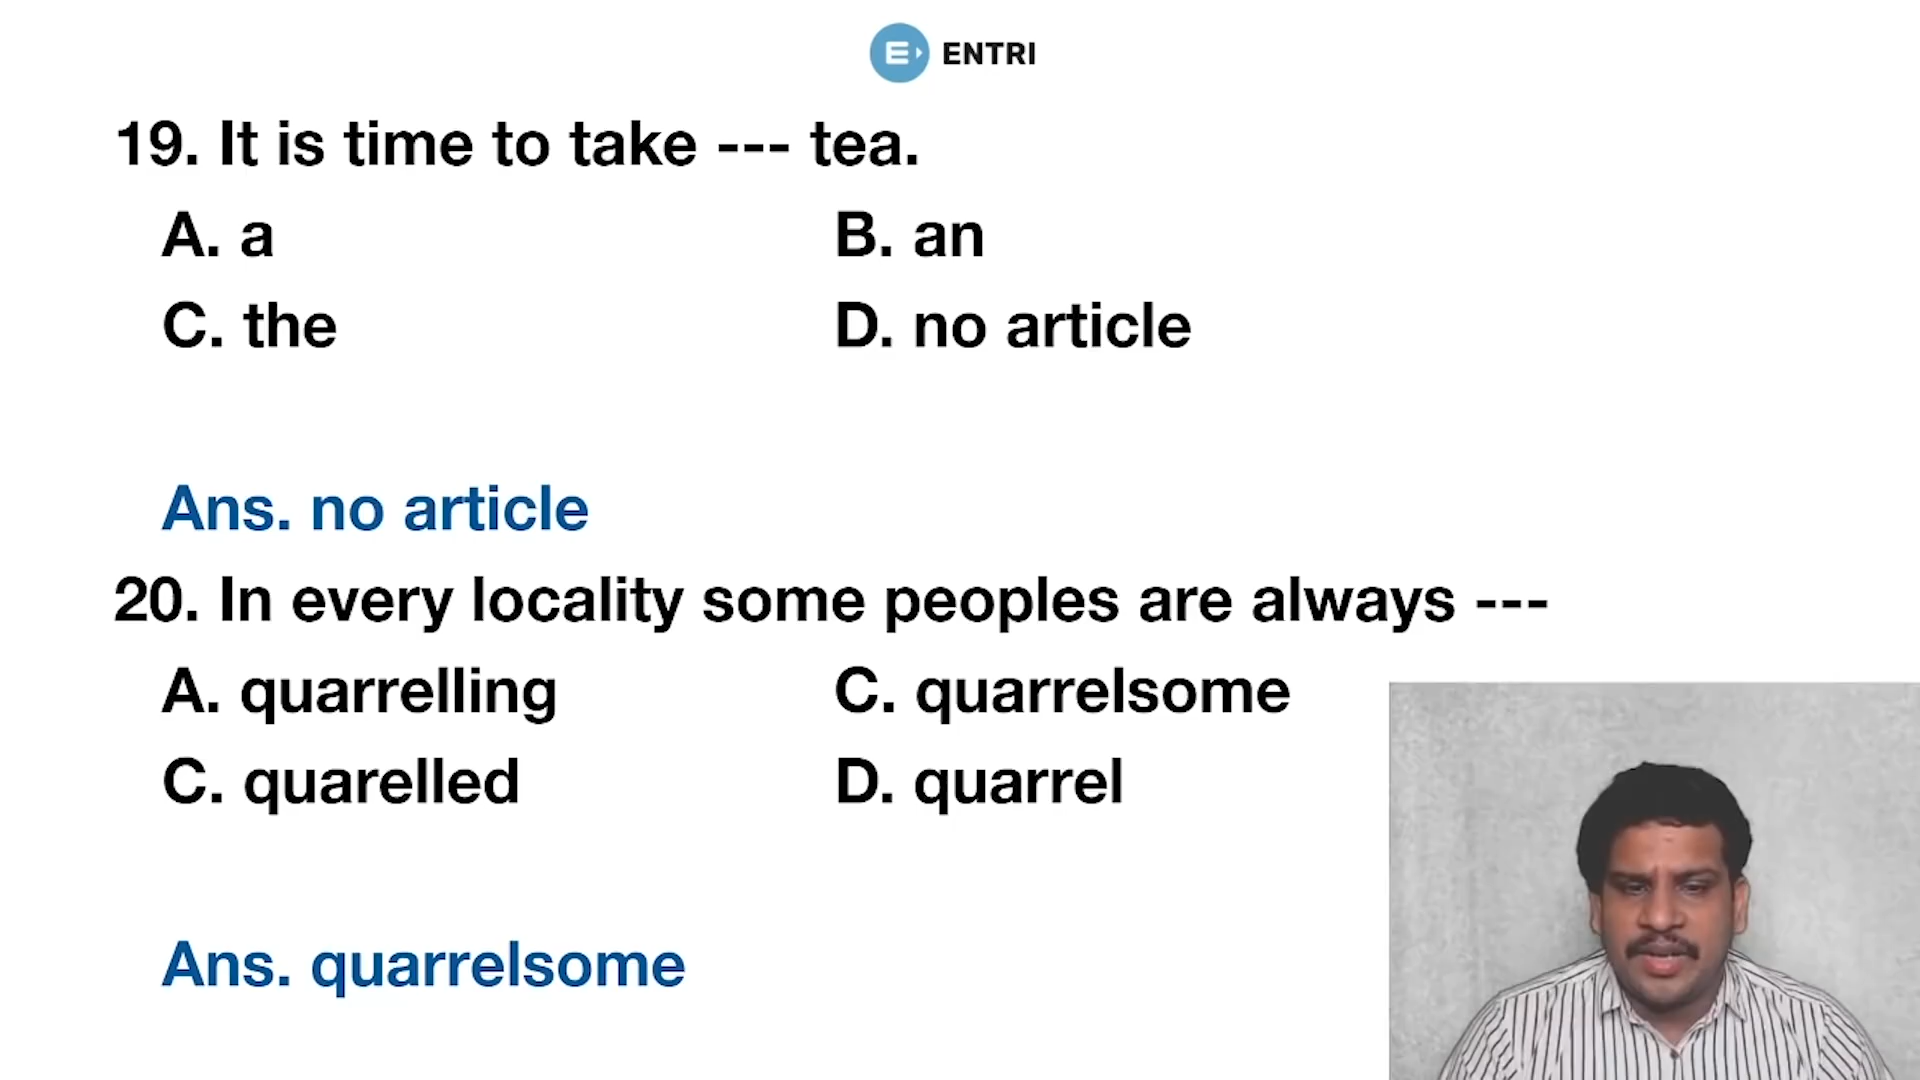 ENTRI
19. It is time to take --- tea.
A. a B. an
C. the D. no article
Ans. no article
20. In every locality some peoples are always ---
A. quarrelling C. quarrelsome
C. quarelled D. quarrel
Ans. quarrelsome